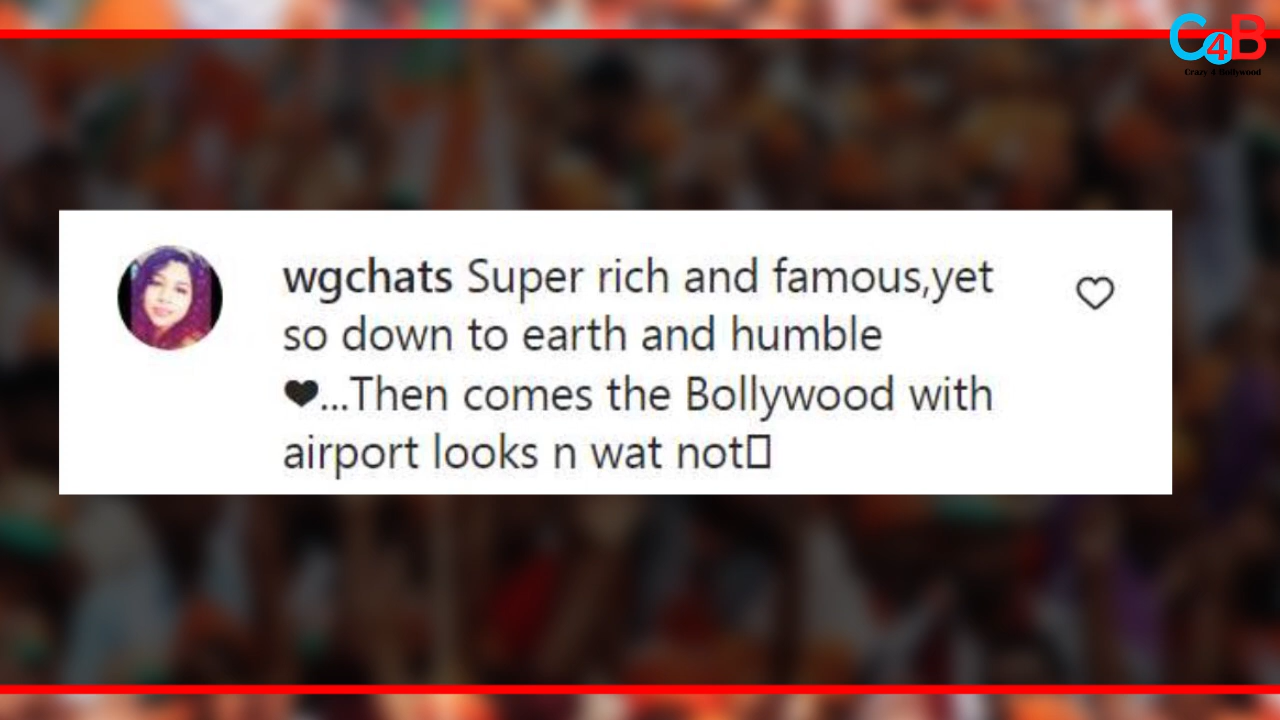 C4B
Crazy 4 Bollywood
wgchats Super rich and famous,yet
so down to earth and humble
❤...Then comes the Bollywood with
airport looks n wat not